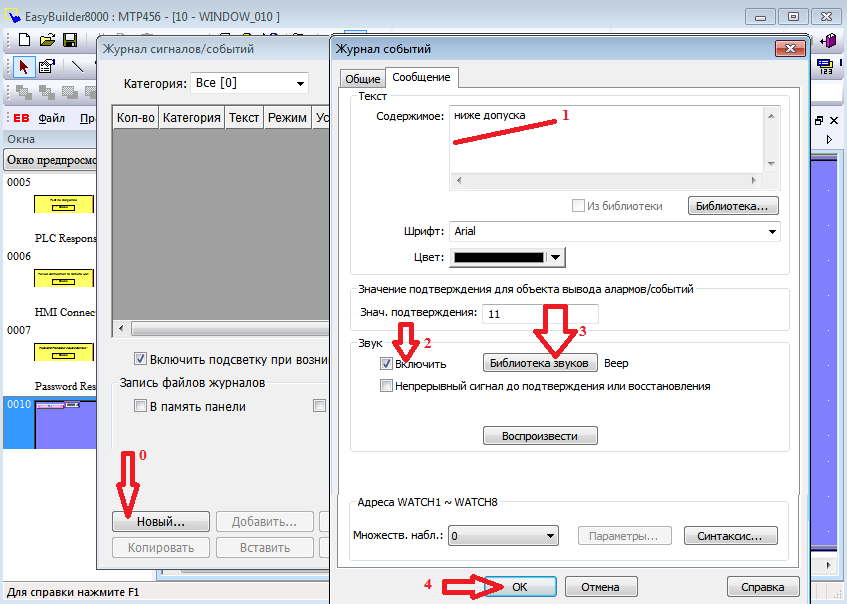 EasyBuilder8000 : MTP456 - [10 - WINDOW_010 ]
EB Файл
Окна
Окно предпросмо
0005
PLC Respons
0006
HMI Connec
0007
Password Res
0010
Для справки нажмите F1
Журнал сигналов/событий
Категория: Все [0]
Кол-во Категория Текст Режим
Включить подсветку при возни
Запись файлов журналов
В память панели
0
Новый... Добавить...
Копировать Вставить
Журнал событий
Общие Сообщение
Текст
Содержимое: ниже допуска 1
Из библиотеки Библиотека...
Шрифт: Arial
Цвет:
Значение подтверждения для объекта вывода алармов/событий
Знач. подтверждения: 11
2 3
Звук
Включить Библиотека звуков Beep
Непрерывный сигнал до подтверждения или восстановления
Воспроизвести
Адреса WATCH1 ~ WATCH8
Множеств. набл.: 0 Параметры... Синтаксис...
4 OK Отмена Справка
123